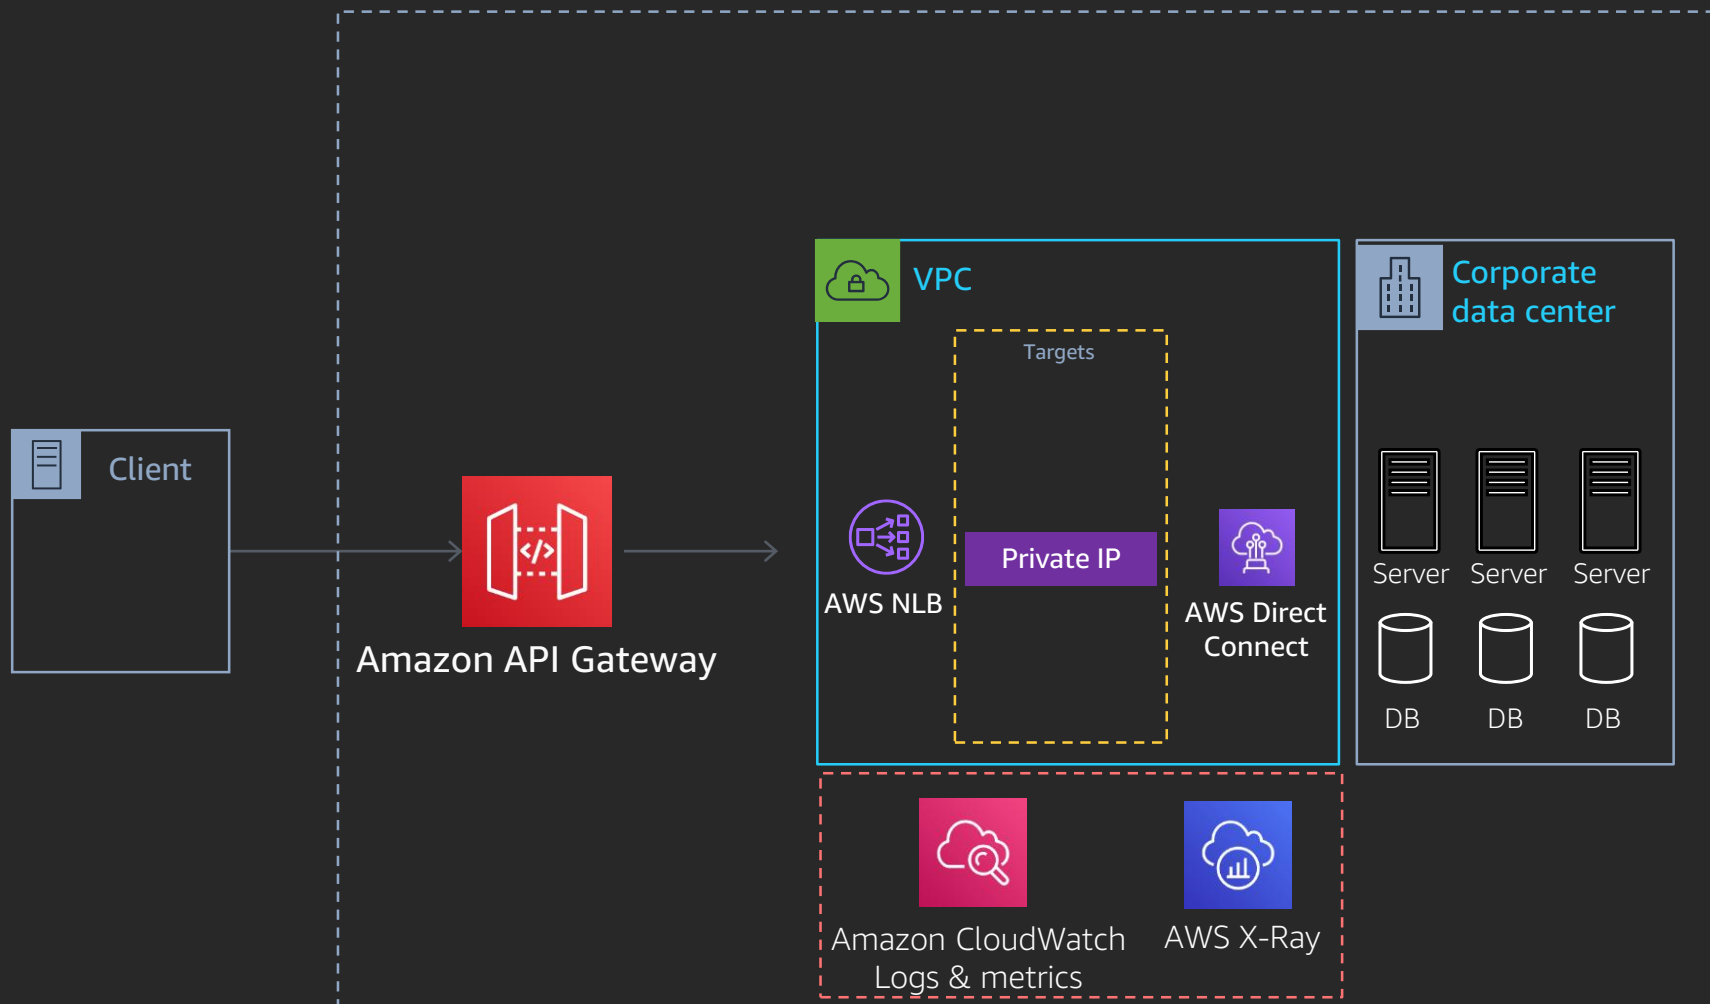 VPC
Corporate
data center
Targets
Client
</>
Private IP
AWS NLB
AWS Direct
Connect
Server
Server
Server
Amazon API Gateway
DB
DB
DB
Amazon CloudWatch
Logs & metrics
AWS X-Ray